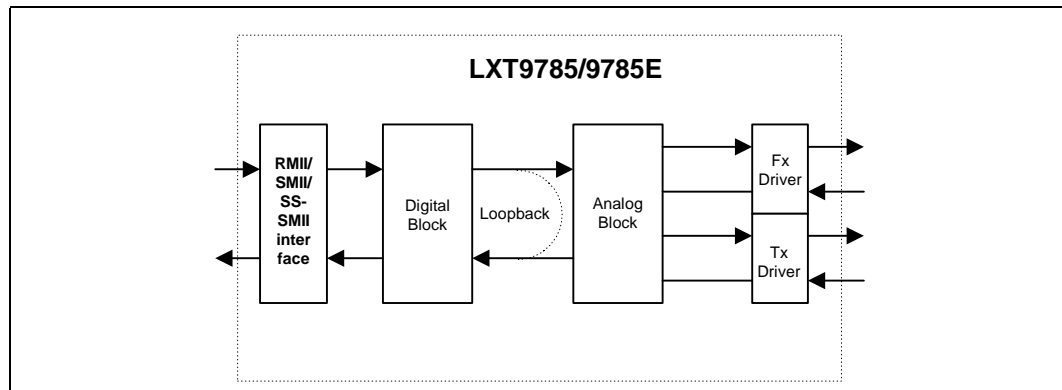 LXT9785/9785E
RMII/
SMII/
SS-
SMII
inter
face
Digital
Block
Loopback
Analog
Block
Fx
Driver
Tx
Driver